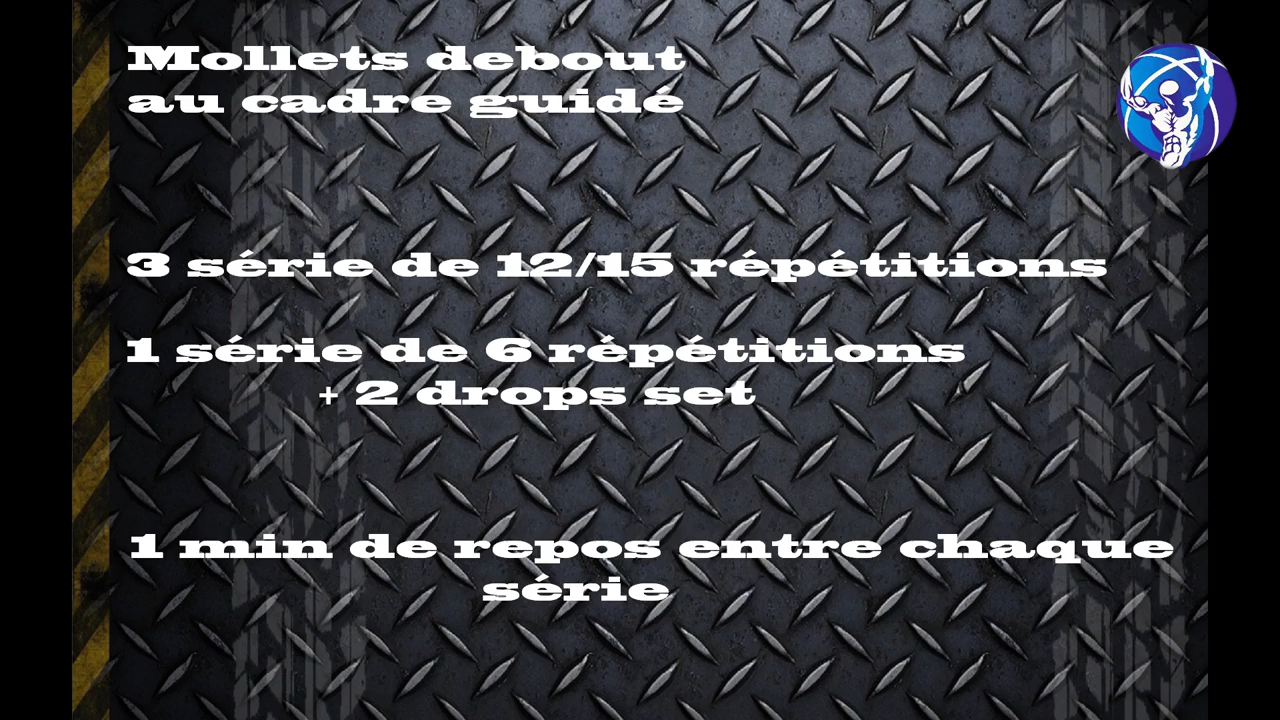 Mollets debout
au cadre guidé
3 série de 12/15 répétitions
1 série de 6 répétitions
+ 2 drops set
1 min de repos entre chaque
série